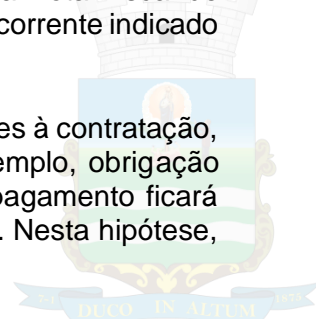 corrente indicado
es à contratação,
emplo, obrigação
pagamento ficará
. Nesta hipótese,
DUCO IN ALTUM